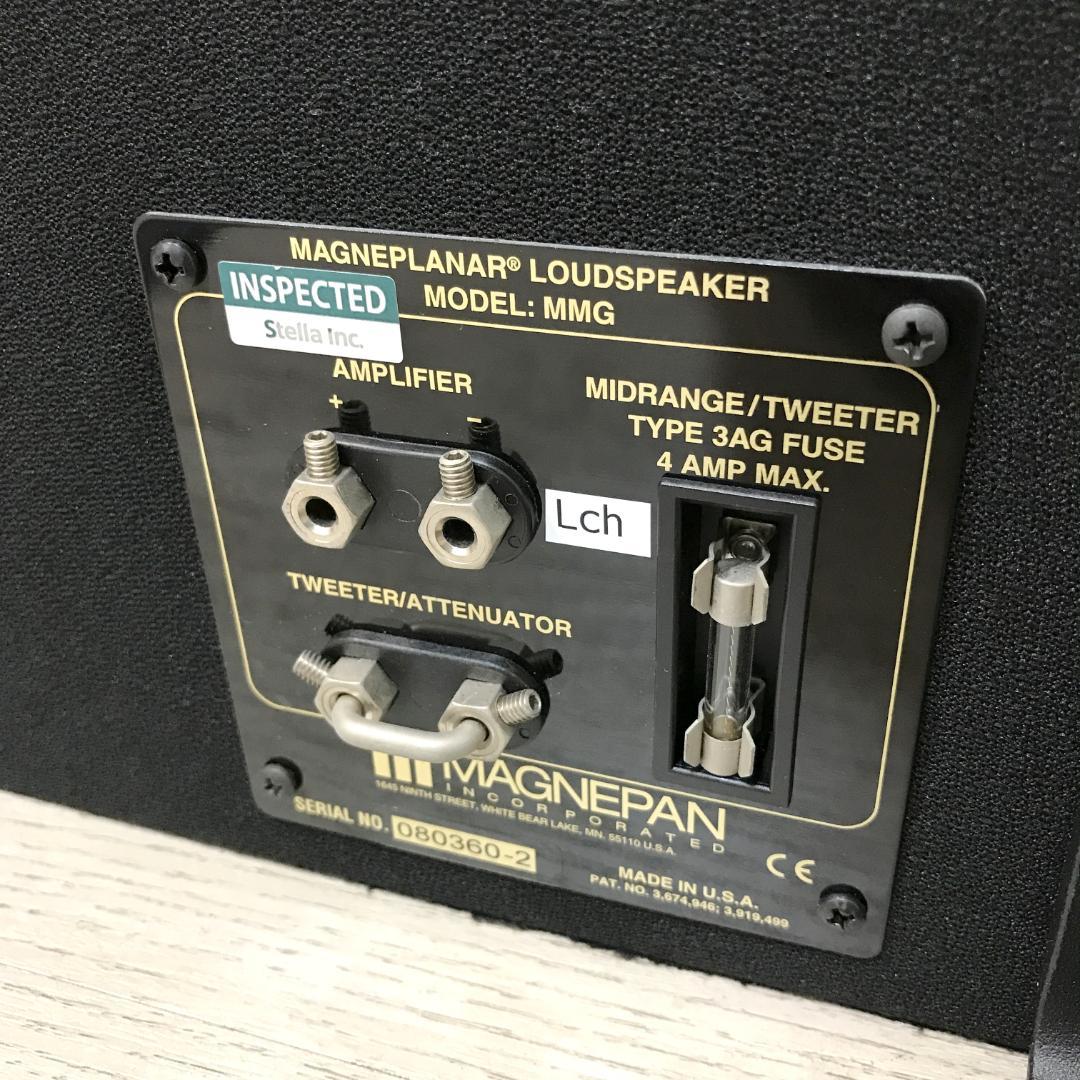 MAGNEPLANAR® LOUDSPEAKER
MODEL: MMG
INSPECTED
Stella Inc.
AMPLIFIER
+ −
MIDRANGE/TWEETER
TYPE 3AG FUSE
4 AMP MAX.
Lch
TWEETER/ATTENUATOR
MAGNEPAN
INCORPORATED
1645 NINTH STREET, WHITE BEAR LAKE, MN. 55110 U.S.A.
SERIAL NO. 080360-2
CE
MADE IN U.S.A.
PAT. NO. 3,674,946; 3,919,499